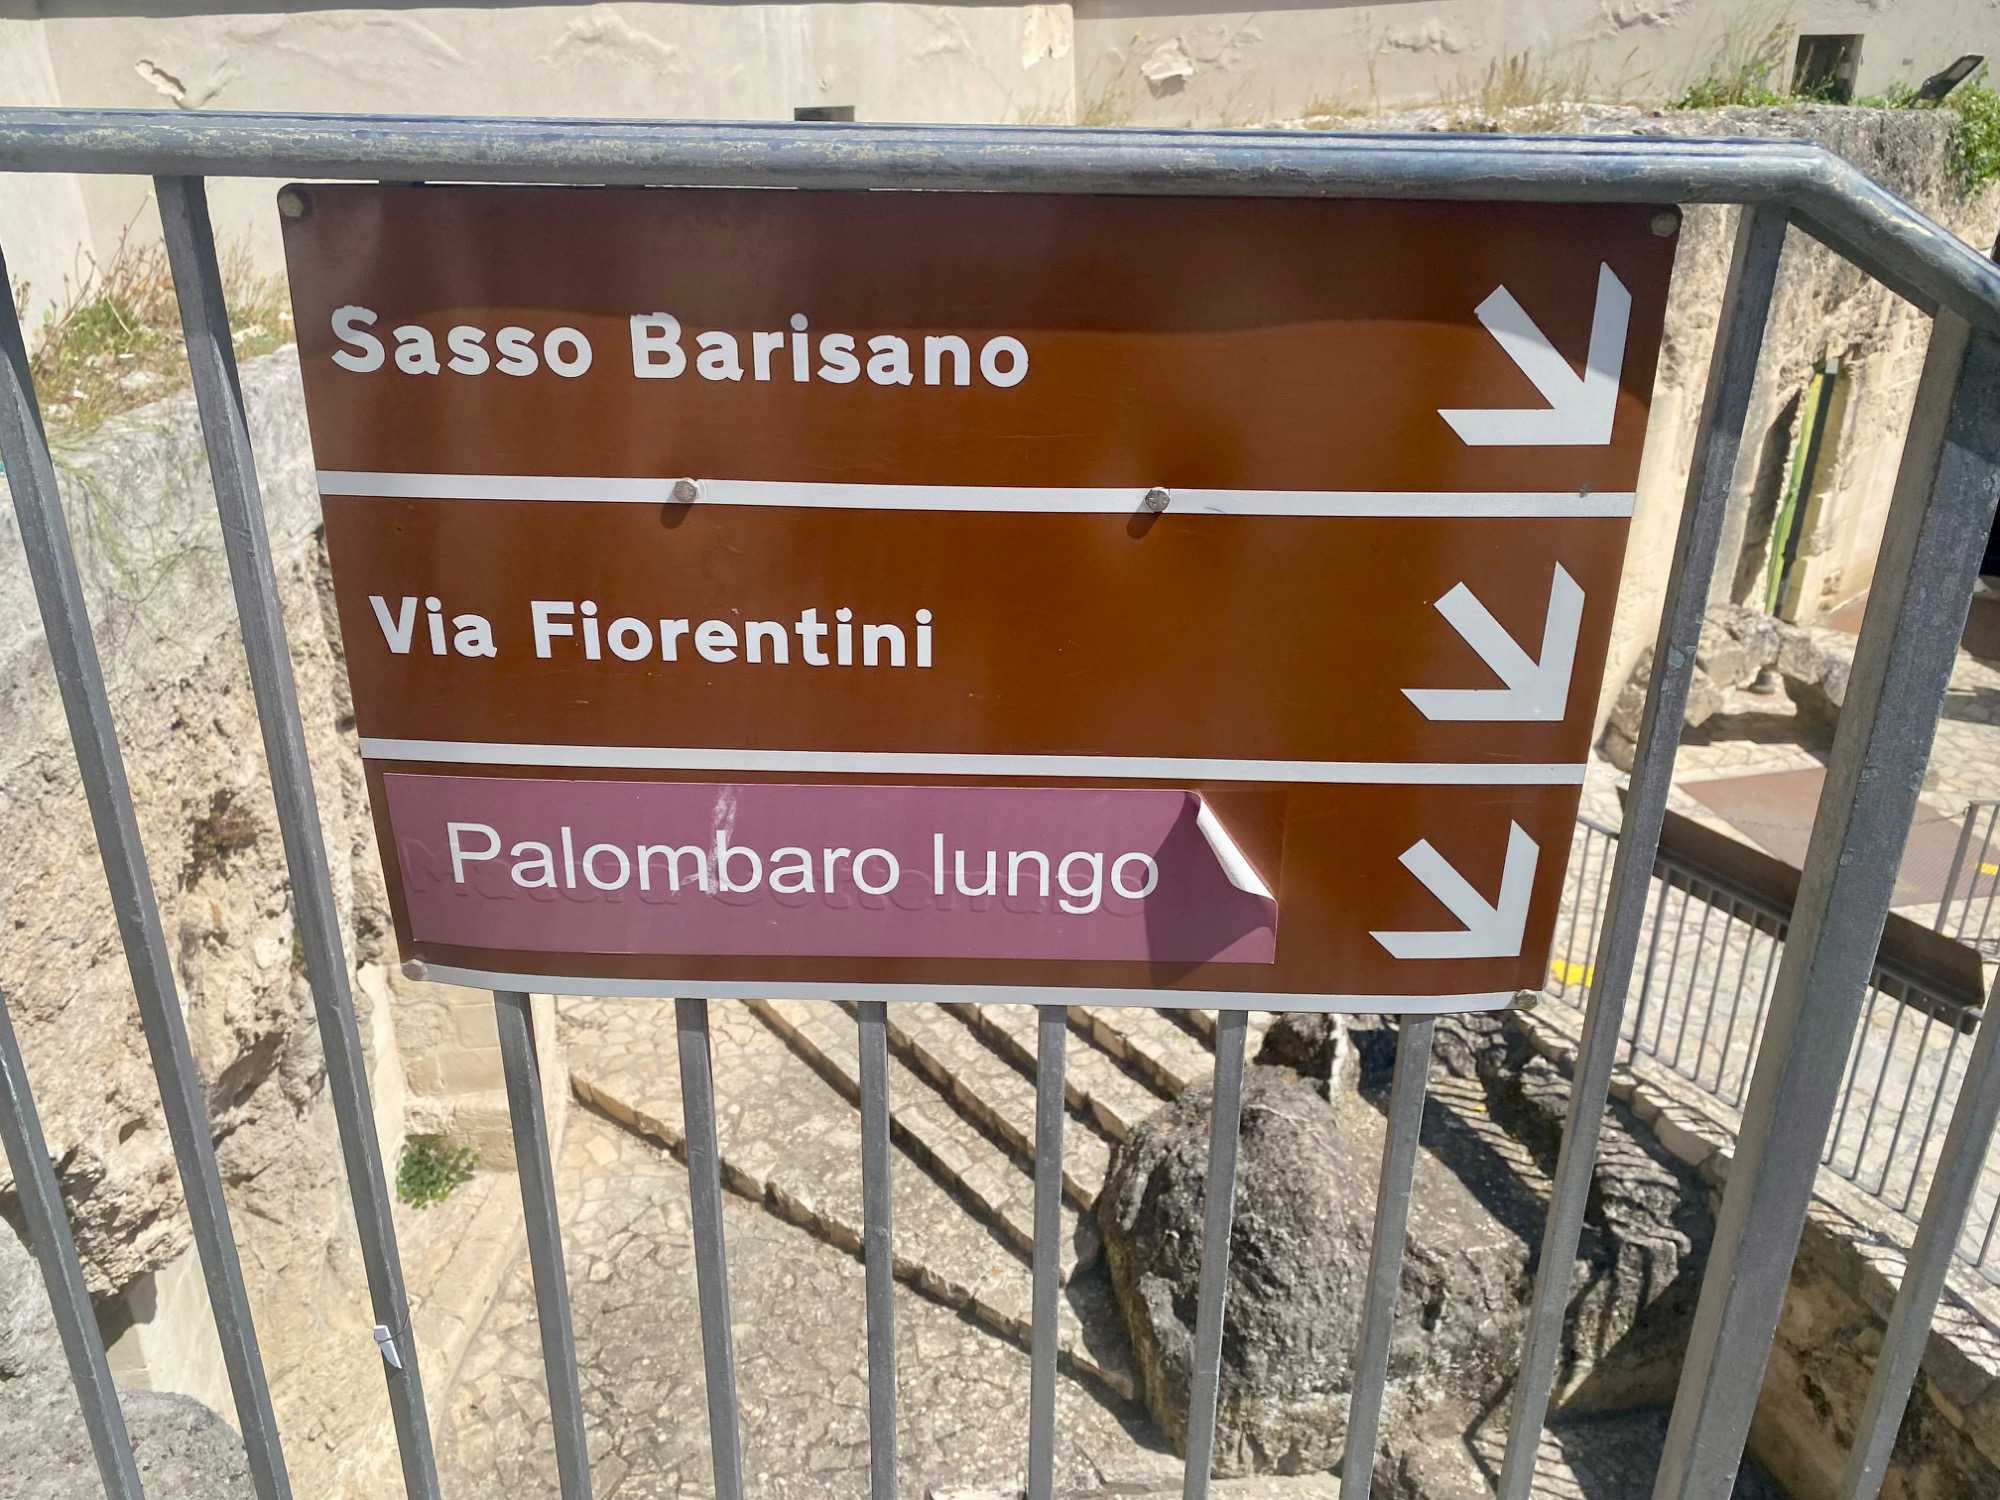 Sasso Barisano
Via Fiorentini
Palombaro lungo